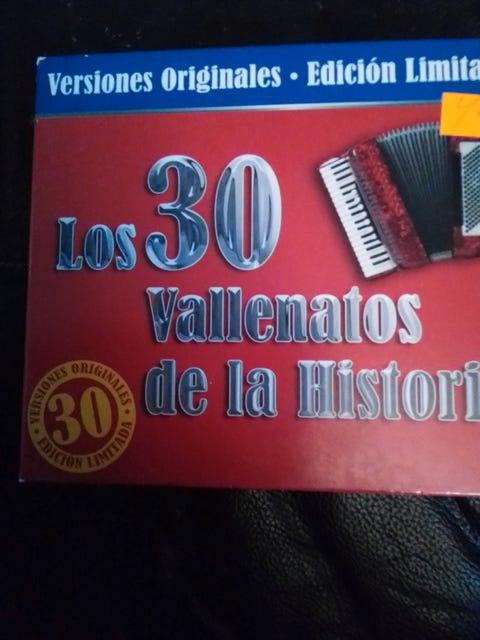 Versiones Originales • Edición Limita
Los 30
Vallenatos
de la Histori
• VERSIONES ORIGINALES •
30
EDICIÓN LIMITADA